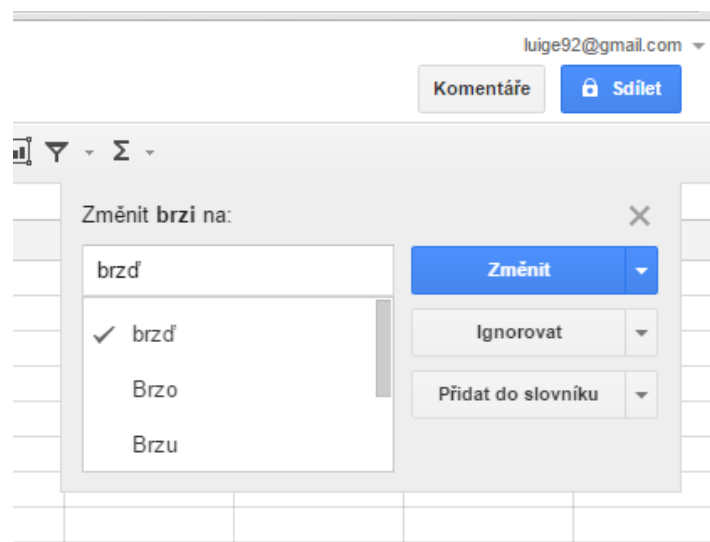 luige92@gmail.com
Komentáře
Sdílet
Σ
Změnit brzi na:
brzď
Změnit
brzď
Ignorovat
Brzo
Přidat do slovníku
Brzu